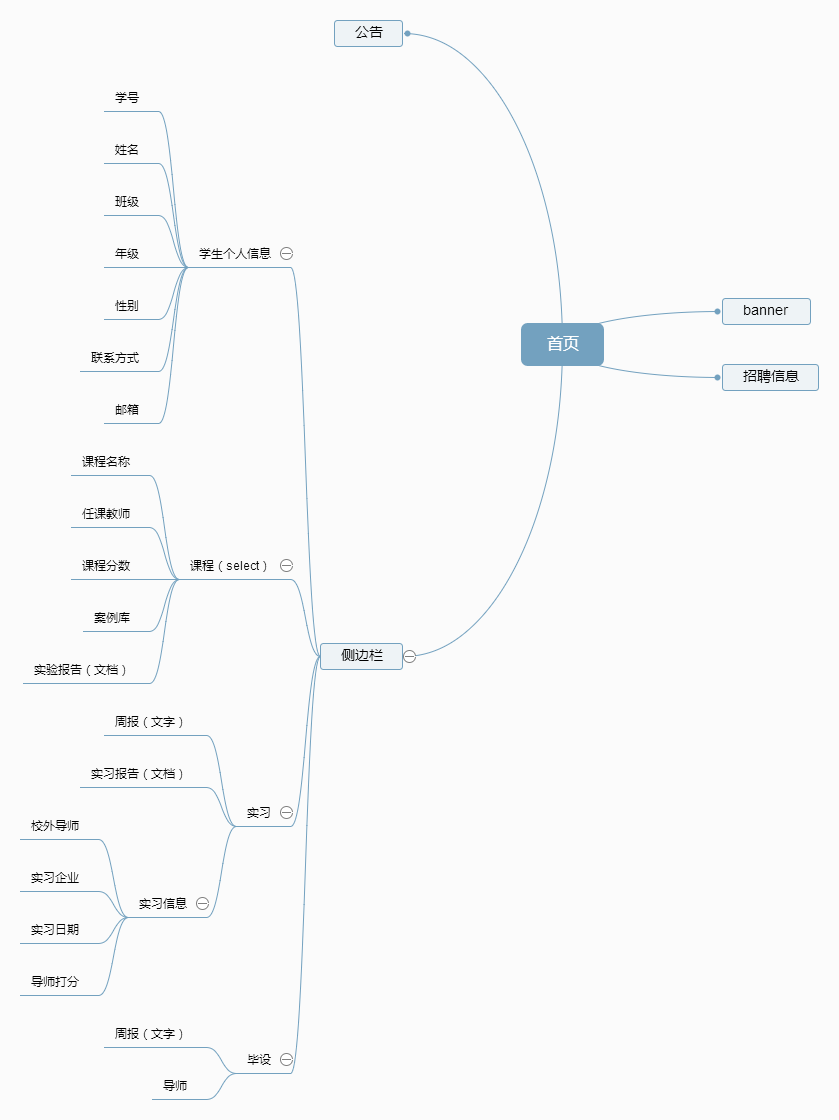 公告
学号
姓名
班级
年级
学生个人信息
性别
联系方式
邮箱
banner
首页
招聘信息
课程名称
任课教师
课程分数
课程（select）
案例库
实验报告（文档）
侧边栏
周报（文字）
实习报告（文档）
实习
校外导师
实习企业
实习信息
实习日期
导师打分
周报（文字）
毕设
导师